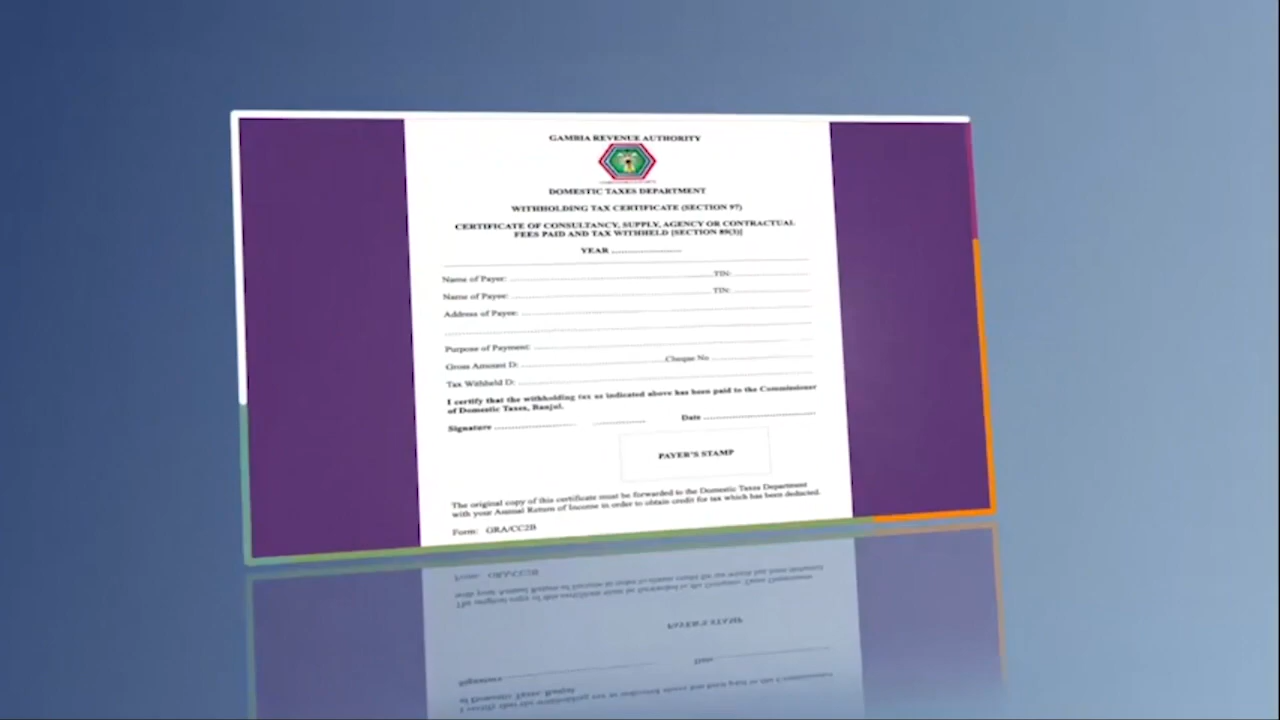 GAMBIA REVENUE AUTHORITY
DOMESTIC TAXES DEPARTMENT
WITHHOLDING TAX CERTIFICATE (SECTION 97)
CERTIFICATE OF CONSULTANCY, SUPPLY, AGENCY OR CONTRACTUAL
FEES PAID AND TAX WITHHELD [SECTION 89(3)]
YEAR ....................
Name of Payer: .................... TIN: ....................
Name of Payee: .................... TIN: ....................
Address of Payee: ....................
Purpose of Payment: ....................
Gross Amount D: .................... Cheque No ....................
Tax Withheld D: ....................
I certify that the withholding tax as indicated above has been paid to the Commissioner
of Domestic Taxes, Banjul.
Signature .................... Date ....................
PAYER'S STAMP
The original copy of this certificate must be forwarded to the Domestic Taxes Department
with your Annual Return of Income in order to obtain credit for tax which has been deducted.
Form: GRA/CC2B